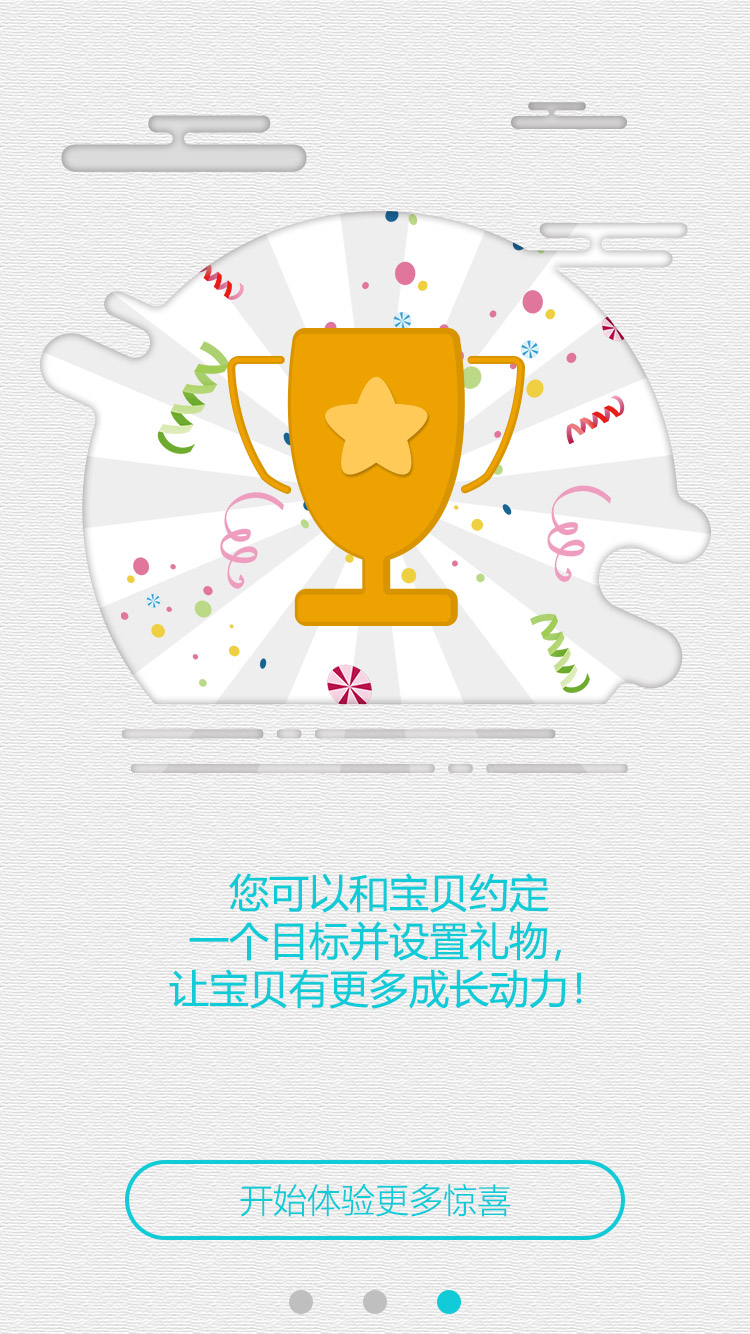 您可以和宝贝约定
一个目标并设置礼物，
让宝贝有更多成长动力！
开始体验更多惊喜